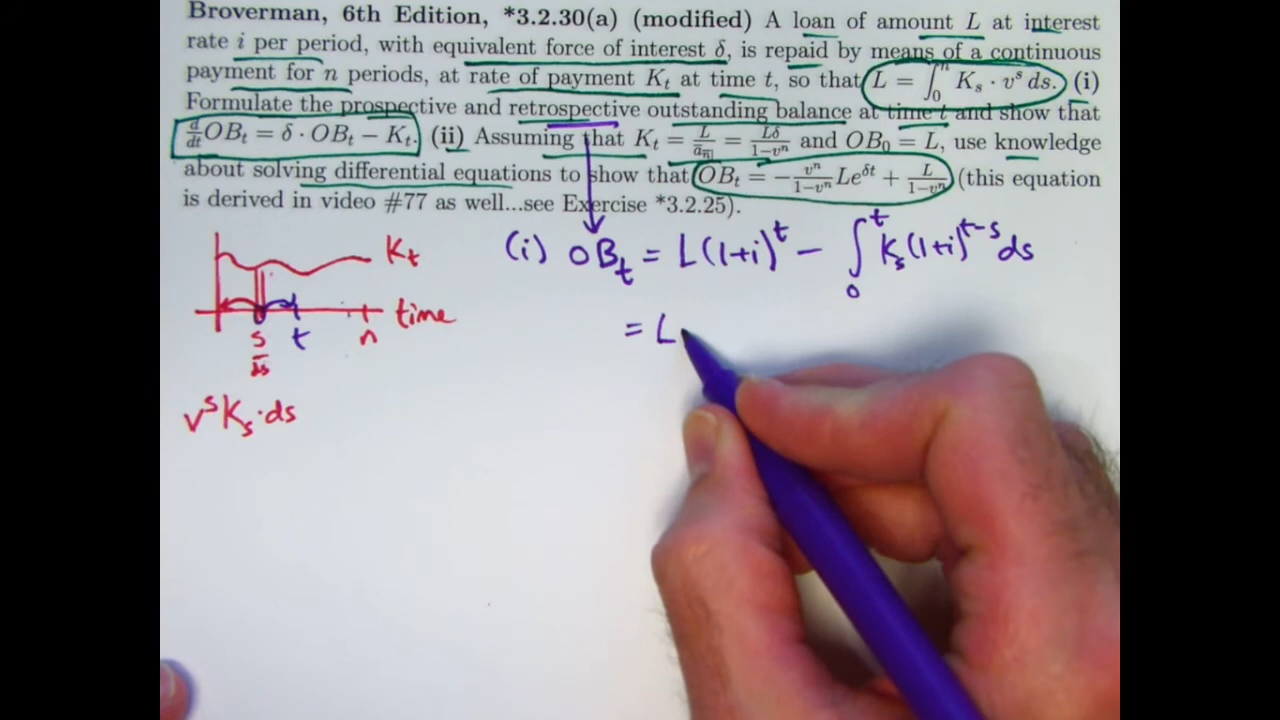 Broverman, 6th Edition, *3.2.30(a) (modified) A loan of amount L at interest
rate i per period, with equivalent force of interest δ, is repaid by means of a continuous
payment for n periods, at rate of payment K_t at time t, so that L = ∫_0^n K_s · v^s ds. (i)
Formulate the prospective and retrospective outstanding balance at time t and show that
d/dt OB_t = δ · OB_t − K_t. (ii) Assuming that K_t = L/ā_n̅| = Lδ/(1−v^n) and OB_0 = L, use knowledge
about solving differential equations to show that OB_t = −v^n/(1−v^n) Le^{δt} + L/(1−v^n) (this equation
is derived in video #77 as well...see Exercise *3.2.25).
K_t
(i) OB_t = L(1+i)^t − ∫_0^t K_s(1+i)^{t−s} ds
time
s t n
ds
= L
v^s K_s · ds